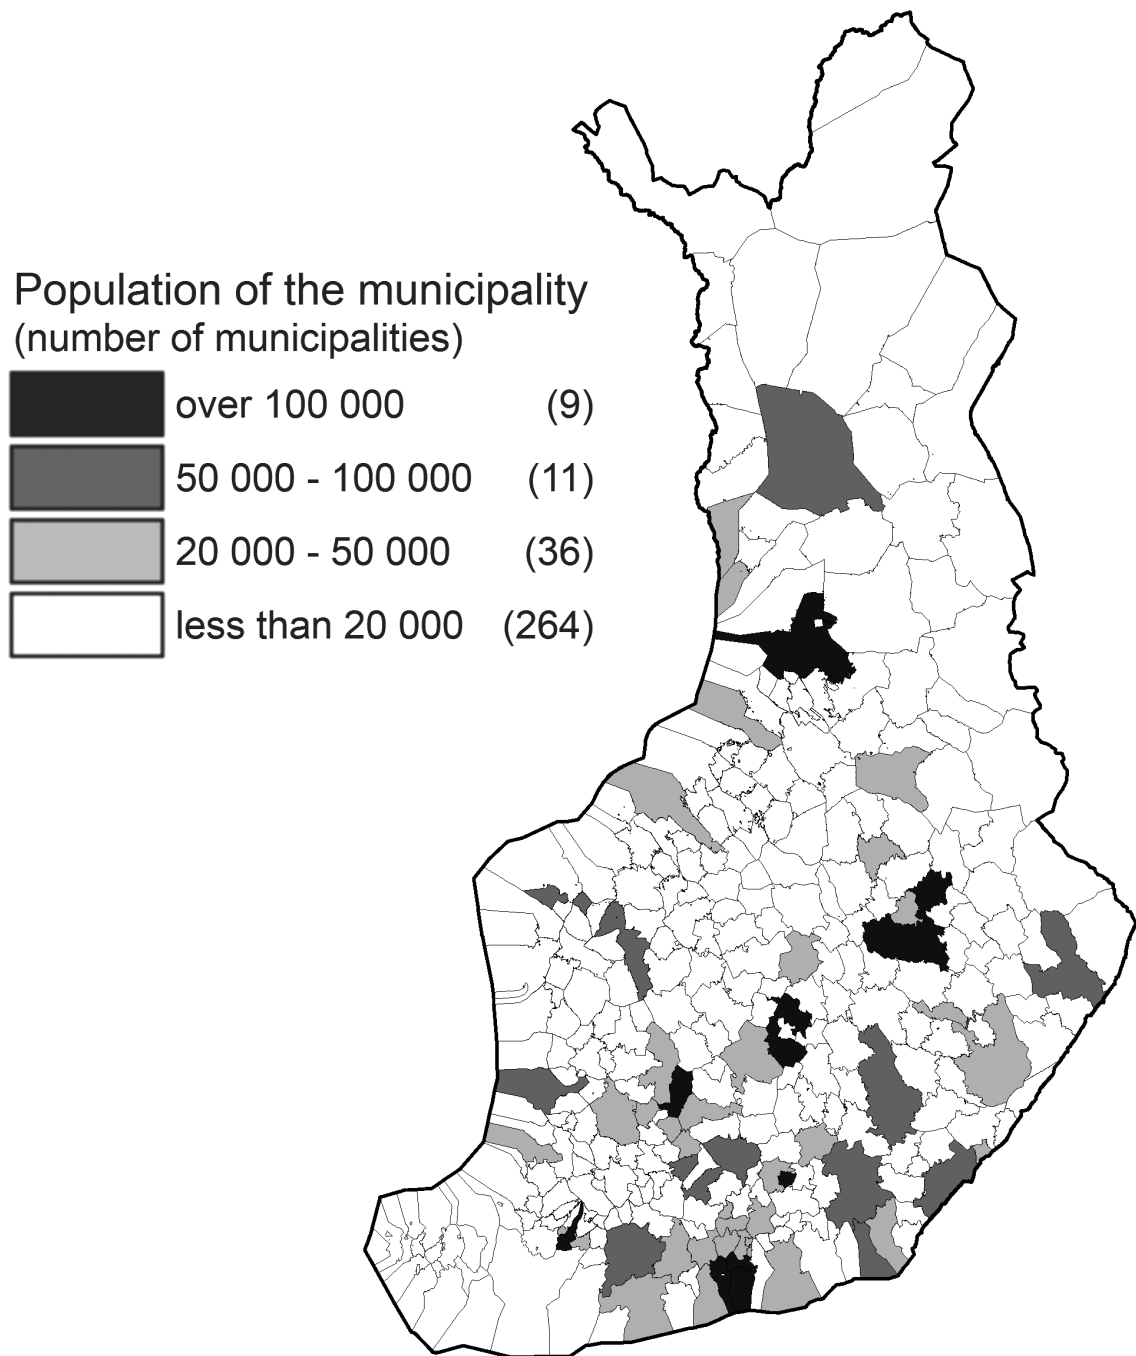 Population of the municipality
(number of municipalities)
over 100 000 (9)
50 000 - 100 000 (11)
20 000 - 50 000 (36)
less than 20 000 (264)